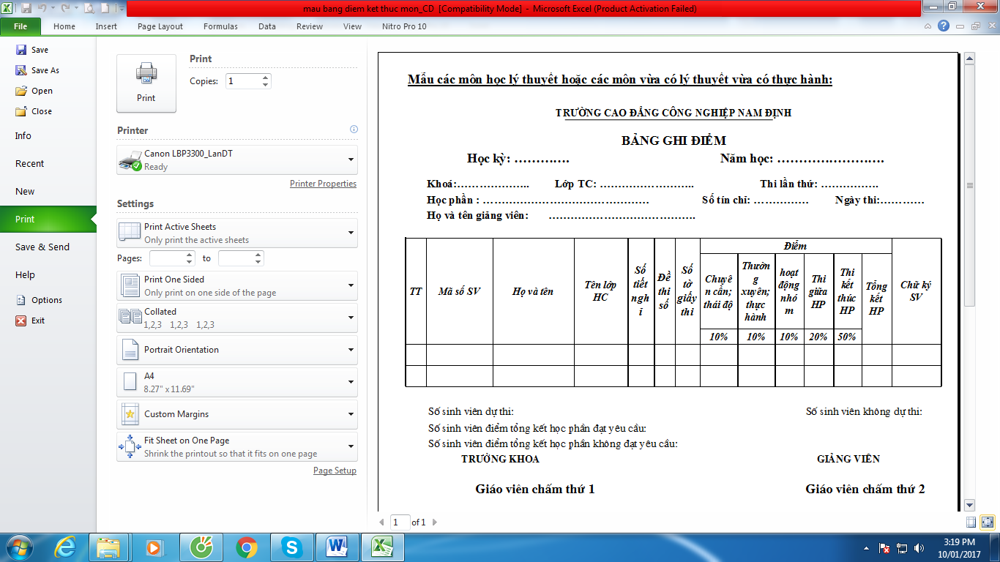 mau bang diem ket thuc mon_CD  [Compatibility Mode]  -  Microsoft Excel (Product Activation Failed)
File Home Insert Page Layout Formulas Data Review View Nitro Pro 10
Save
Save As
Open
Close
Info
Recent
New
Print
Save & Send
Help
Options
Exit
Print
Print
Copies: 1
Printer
Canon LBP3300_LanDT
Ready
Printer Properties
Settings
Print Active Sheets
Only print the active sheets
Pages: to
Print One Sided
Only print on one side of the page
Collated
1,2,3 1,2,3 1,2,3
Portrait Orientation
A4
8.27" x 11.69"
Custom Margins
Fit Sheet on One Page
Shrink the printout so that it fits on one page
Page Setup
Mẫu các môn học lý thuyết hoặc các môn vừa có lý thuyết vừa có thực hành:
TRƯỜNG CAO ĐẲNG CÔNG NGHIỆP NAM ĐỊNH
BẢNG GHI ĐIỂM
Học kỳ: …………. Năm học: …………………….
Khoá:……………….. Lớp TC: …………………….. Thi lần thứ: …………….
Học phần : ……………………………………… Số tín chỉ: …………… Ngày thi:…………
Họ và tên giảng viên: ………………………………….
TT
Mã số SV
Họ và tên
Tên lớp
HC
Số
tiết
ngh
i
Đề
thi
số
Số
tờ
giấy
thi
Điểm
Chuyê
n cần;
thái độ
Thườn
g
xuyên;
thực
hành
hoạt
động
nhó
m
Thi
giữa
HP
Thi
kết
thúc
HP
Tổng
kết
HP
Chữ ký
SV
10% 10% 10% 20% 50%
Số sinh viên dự thi: Số sinh viên không dự thi:
Số sinh viên điểm tổng kết học phần đạt yêu cầu:
Số sinh viên điểm tổng kết học phần không đạt yêu cầu:
TRƯỞNG KHOA GIẢNG VIÊN
Giáo viên chấm thứ 1 Giáo viên chấm thứ 2
1 of 1
3:19 PM
10/01/2017